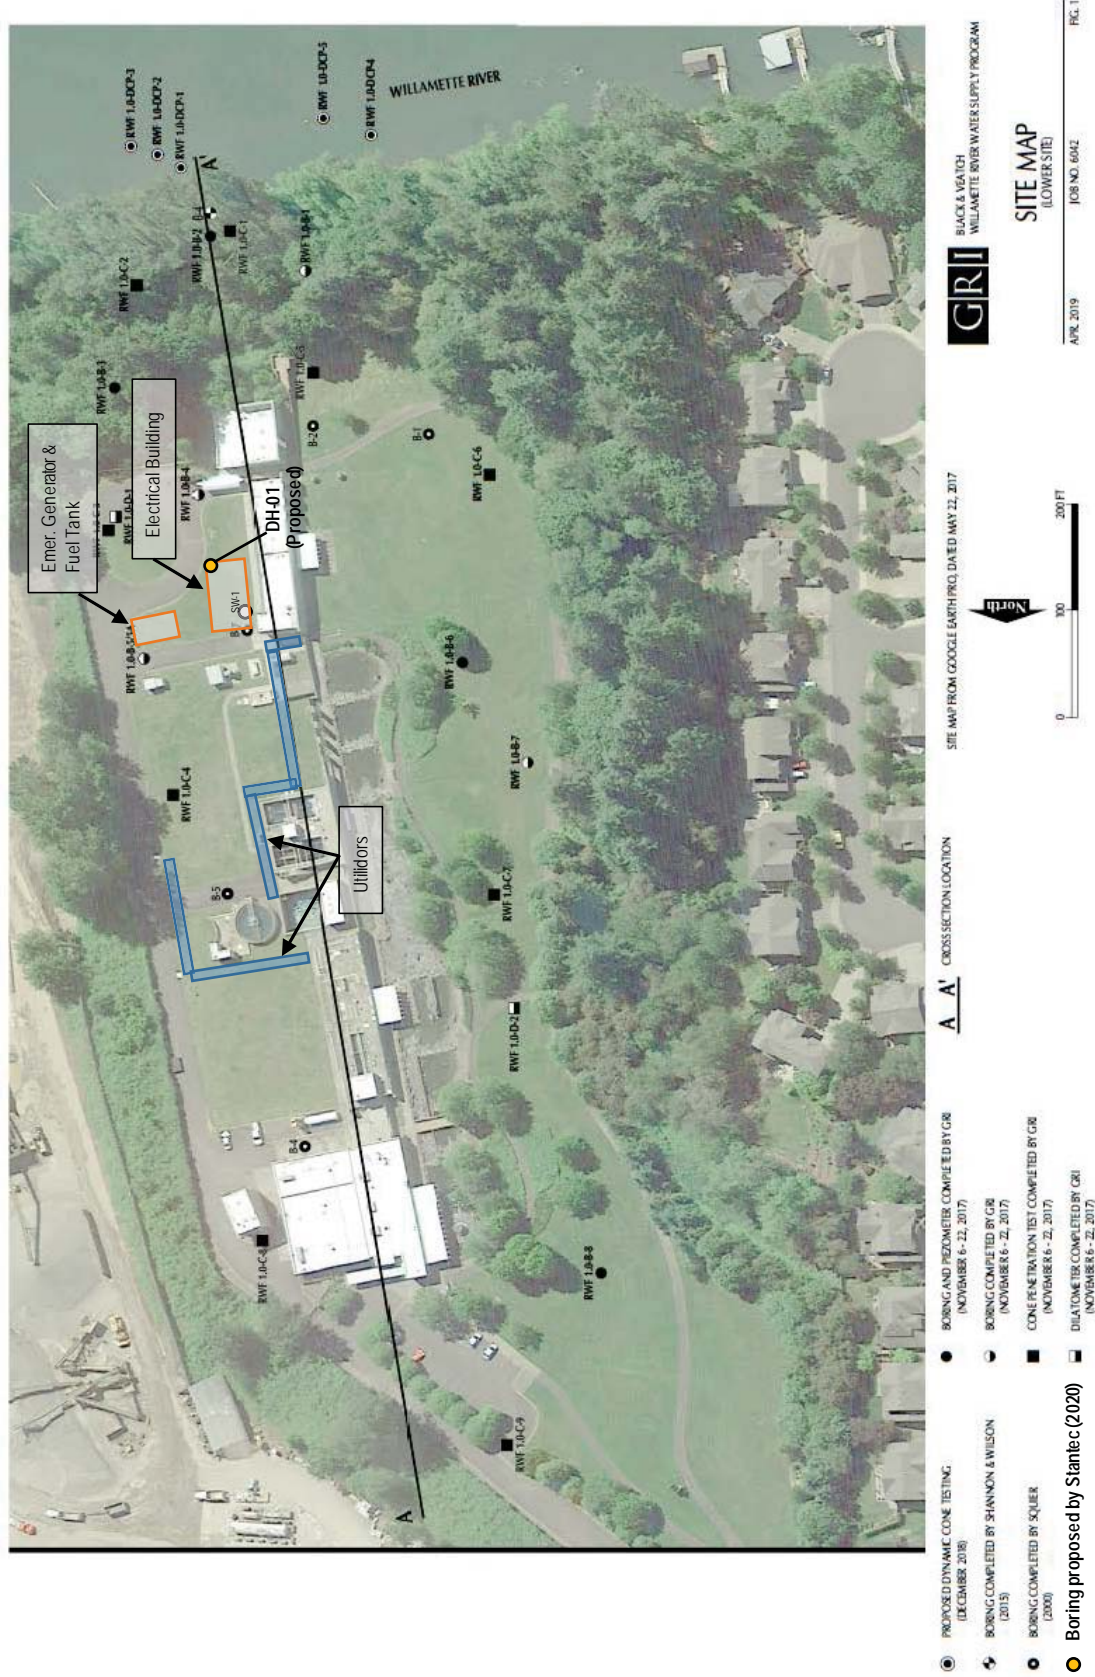 WILLAMETTE RIVER
RWF 1.0-DCP-3
RWF 1.0-DCP-2
RWF 1.0-DCP-1
RWF 1.0-DCP-5
RWF 1.0-DCP-4
A'
B-4
RWF 1.0-B-2
RWF 1.0-C-1
RWF 1.0-C-2
RWF 1.0-B-1
RWF 1.0-B-3
RWF 1.0-C-5
B-2
B-1
RWF 1.0-C-6
RWF 1.0-B-4
RWF 1.0-D-1
Emer. Generator &
Fuel Tank
Electrical Building
DH-01
(Proposed)
SW-1
RWF 1.0-B-6
RWF 1.0-B-7
RWF 1.0-C-4
B-5
Utilidors
RWF 1.0-C-7
RWF 1.0-D-2
B-4
RWF 1.0-C-8
RWF 1.0-B-8
RWF 1.0-C-9
A
PROPOSED DYNAMIC CONE TESTING
(DECEMBER 2018)
BORING COMPLETED BY SHANNON & WILSON
(2015)
BORING COMPLETED BY SQUIER
(2000)
Boring proposed by Stantec (2020)
BORING AND PIEZOMETER COMPLETED BY GRI
(NOVEMBER 6 - 22, 2017)
BORING COMPLETED BY GRI
(NOVEMBER 6 - 22, 2017)
CONE PENETRATION TEST COMPLETED BY GRI
(NOVEMBER 6 - 22, 2017)
DILATOMETER COMPLETED BY GRI
(NOVEMBER 6 - 22, 2017)
A A' CROSS SECTION LOCATION
SITE MAP FROM GOOGLE EARTH PRO, DATED MAY 22, 2017
North
0 100 200 FT
GRI
BLACK & VEATCH
WILLAMETTE RIVER WATER SUPPLY PROGRAM
SITE MAP
(LOWER SITE)
APR. 2019 JOB NO. 6042 FIG. 1